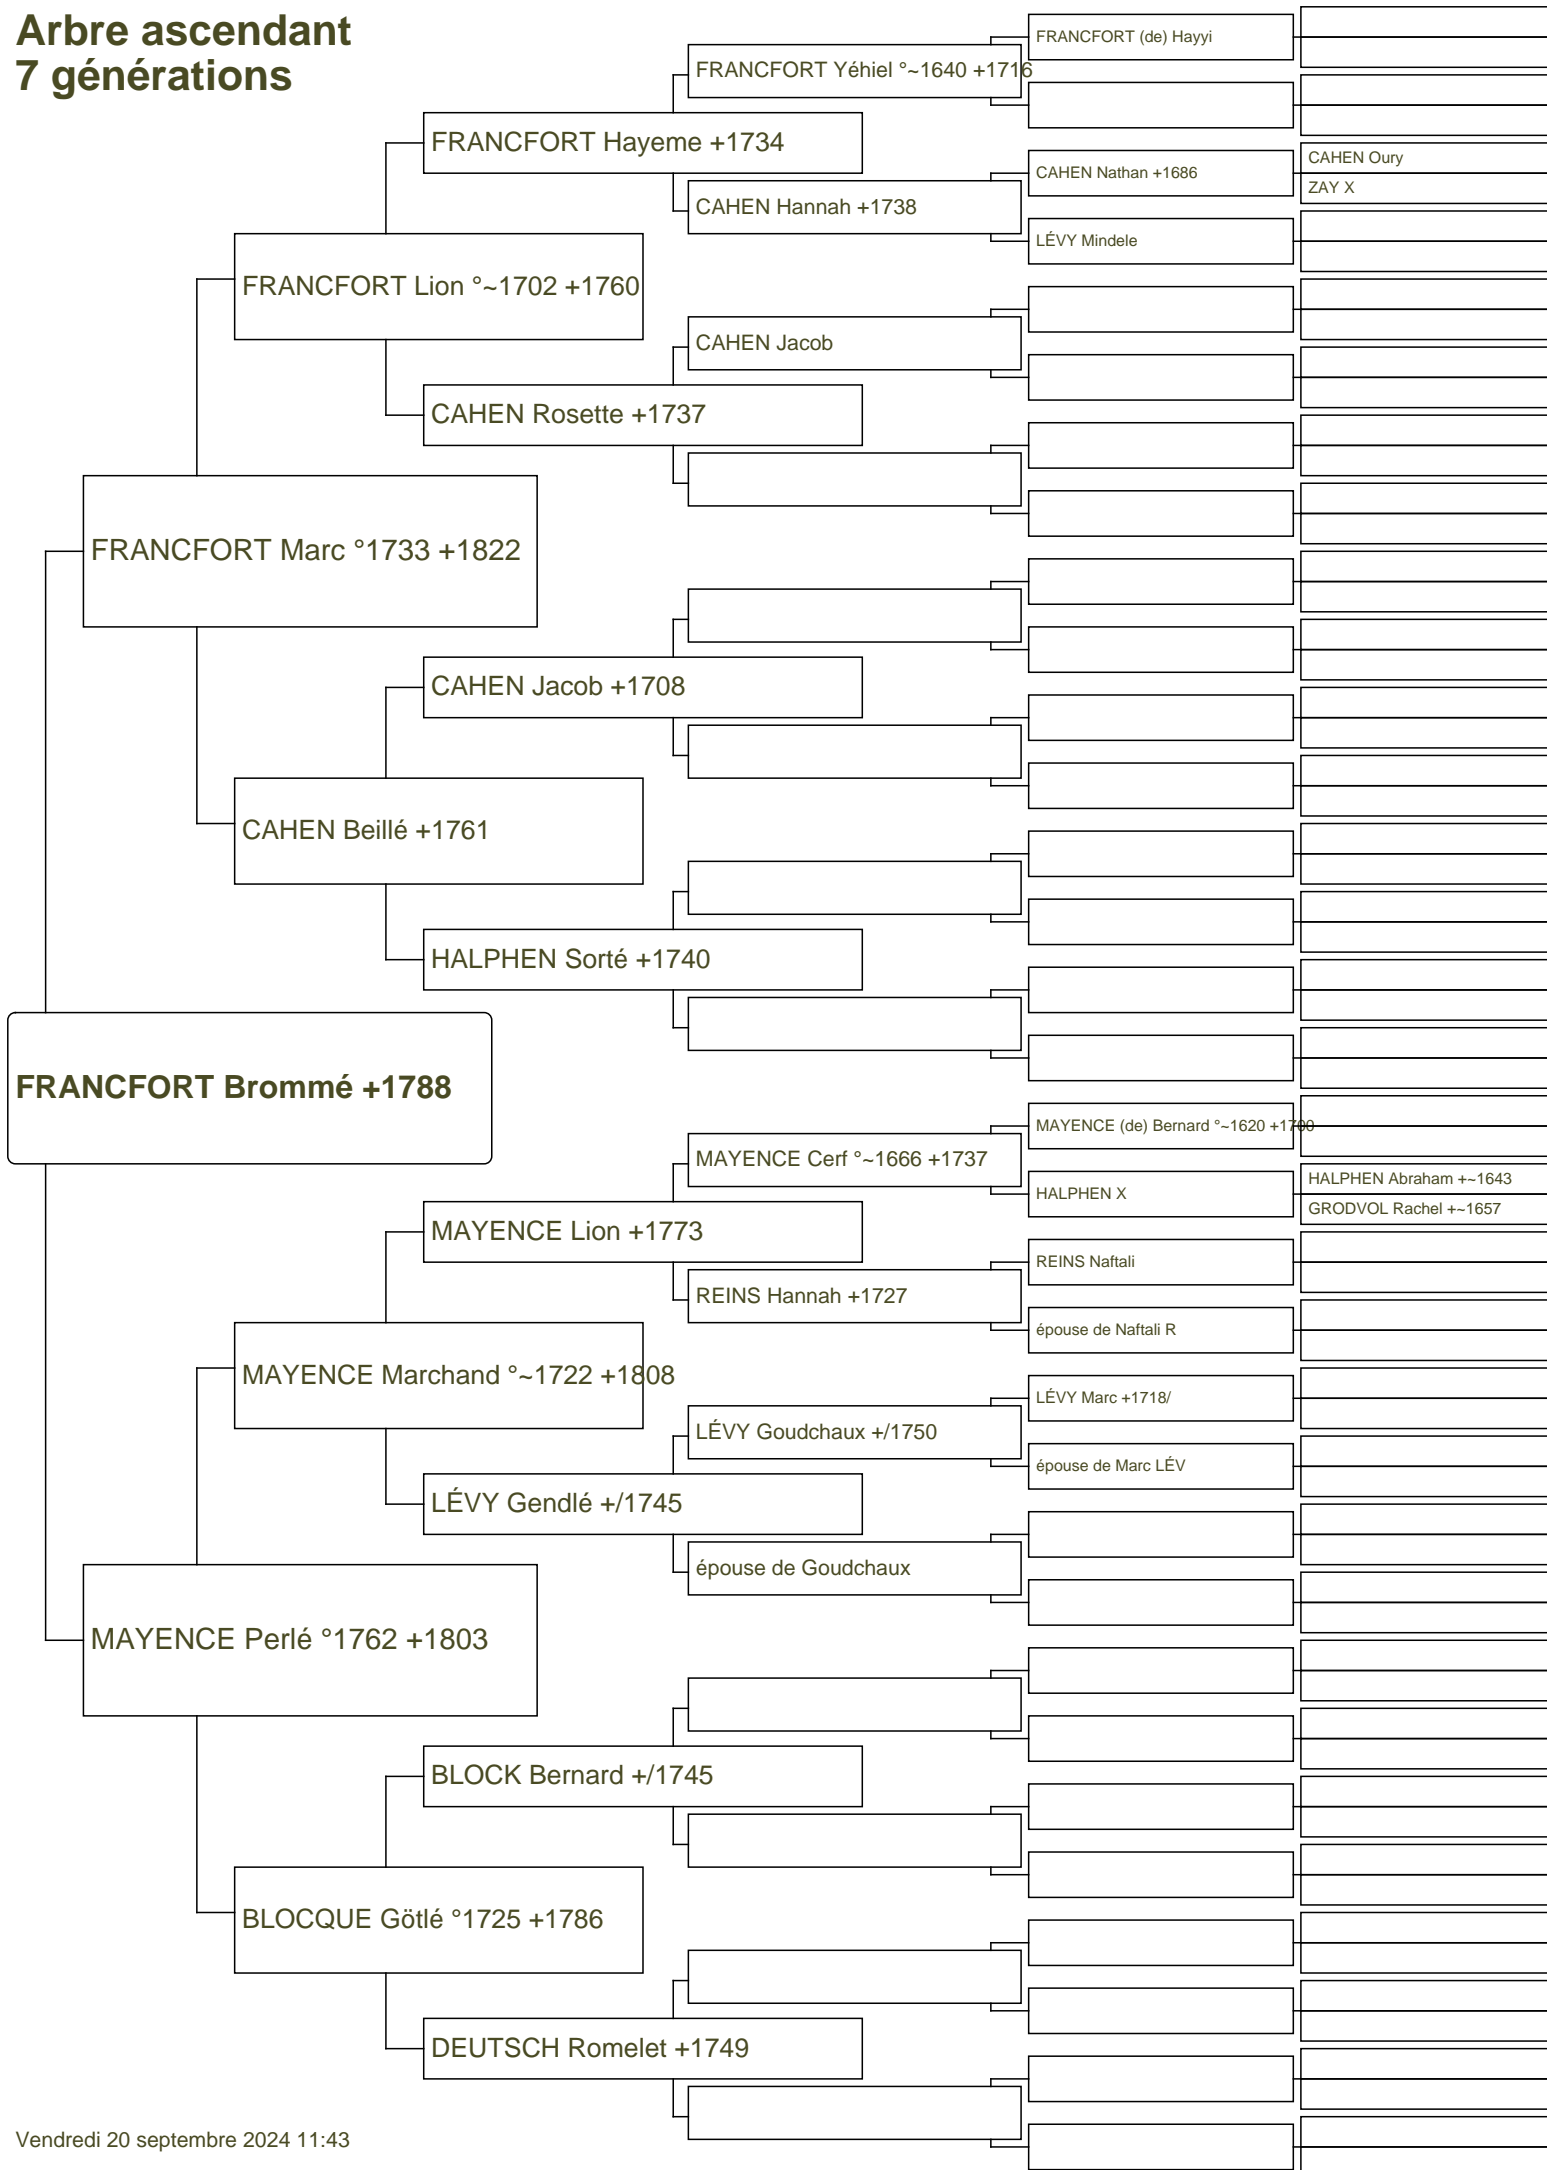 Arbre ascendant
7 générations
FRANCFORT (de) Hayyi
FRANCFORT Yéhiel °~1640 +1716
FRANCFORT Hayeme +1734
CAHEN Oury
CAHEN Nathan +1686
ZAY X
CAHEN Hannah +1738
LÉVY Mindele
FRANCFORT Lion °~1702 +1760
CAHEN Jacob
CAHEN Rosette +1737
FRANCFORT Marc °1733 +1822
CAHEN Jacob +1708
CAHEN Beillé +1761
HALPHEN Sorté +1740
FRANCFORT Brommé +1788
MAYENCE (de) Bernard °~1620 +1700
MAYENCE Cerf °~1666 +1737
HALPHEN Abraham +~1643
HALPHEN X
GRODVOL Rachel +~1657
MAYENCE Lion +1773
REINS Naftali
REINS Hannah +1727
épouse de Naftali R
MAYENCE Marchand °~1722 +1808
LÉVY Marc +1718/
LÉVY Goudchaux +/1750
épouse de Marc LÉV
LÉVY Gendlé +/1745
épouse de Goudchaux
MAYENCE Perlé °1762 +1803
BLOCK Bernard +/1745
BLOCQUE Götlé °1725 +1786
DEUTSCH Romelet +1749
Vendredi 20 septembre 2024 11:43